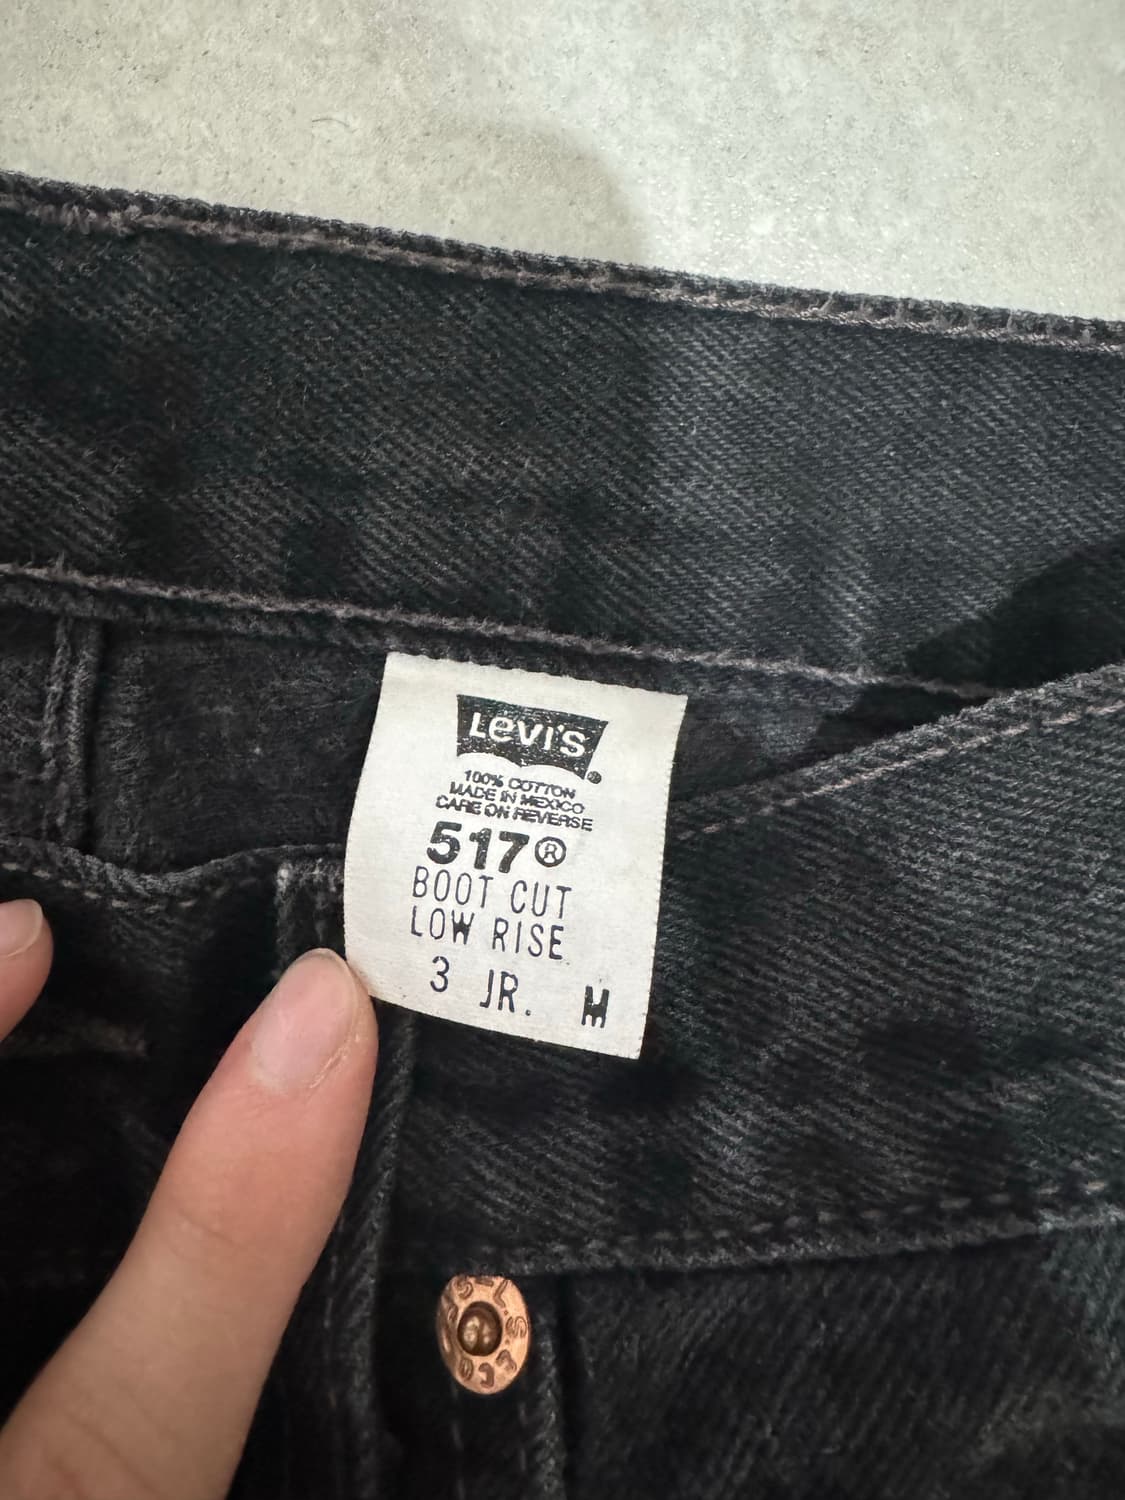 Levi's
100% COTTON
MADE IN MEXICO
CARE ON REVERSE
517®
BOOT CUT
LOW RISE
3 JR. M